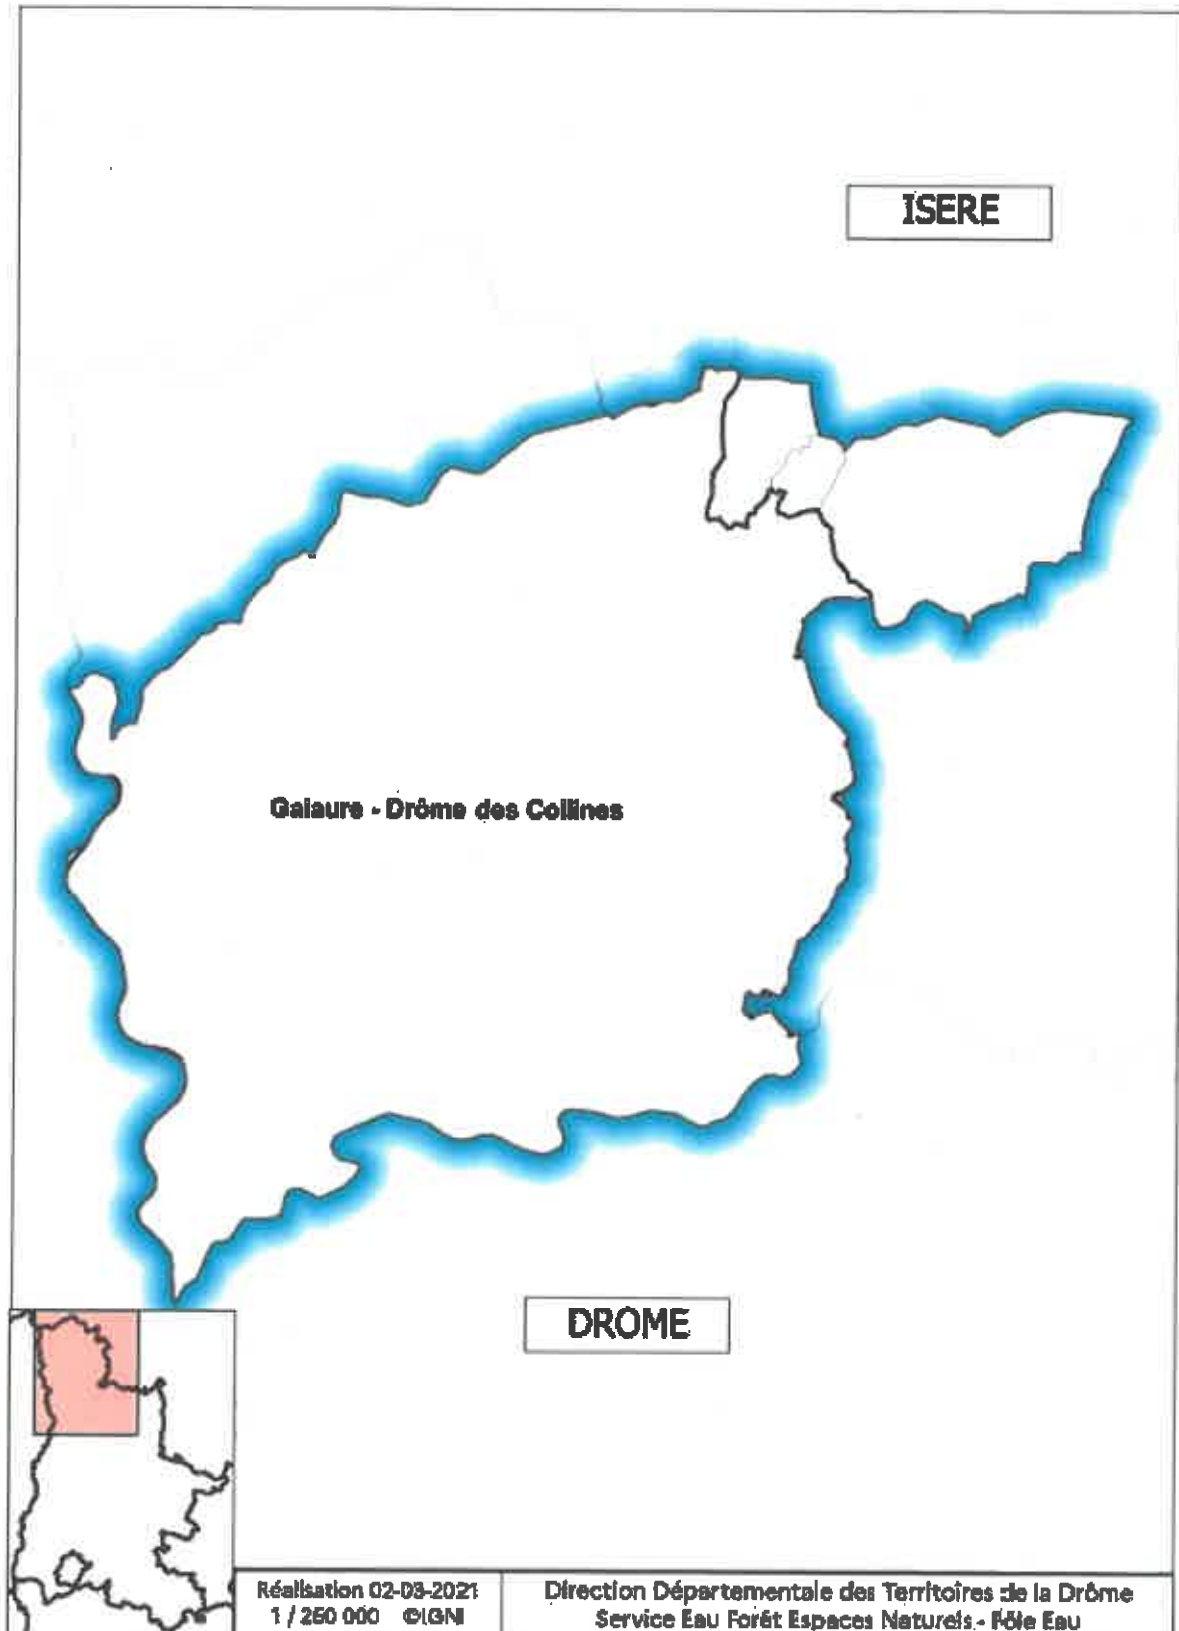 ISERE
Galaure - Drôme des Collines
DROME
Réalisation 02-03-2021
1 / 250 000 ©IGN
Direction Départementale des Territoires de la Drôme
Service Eau Forêt Espaces Naturels - Pôle Eau